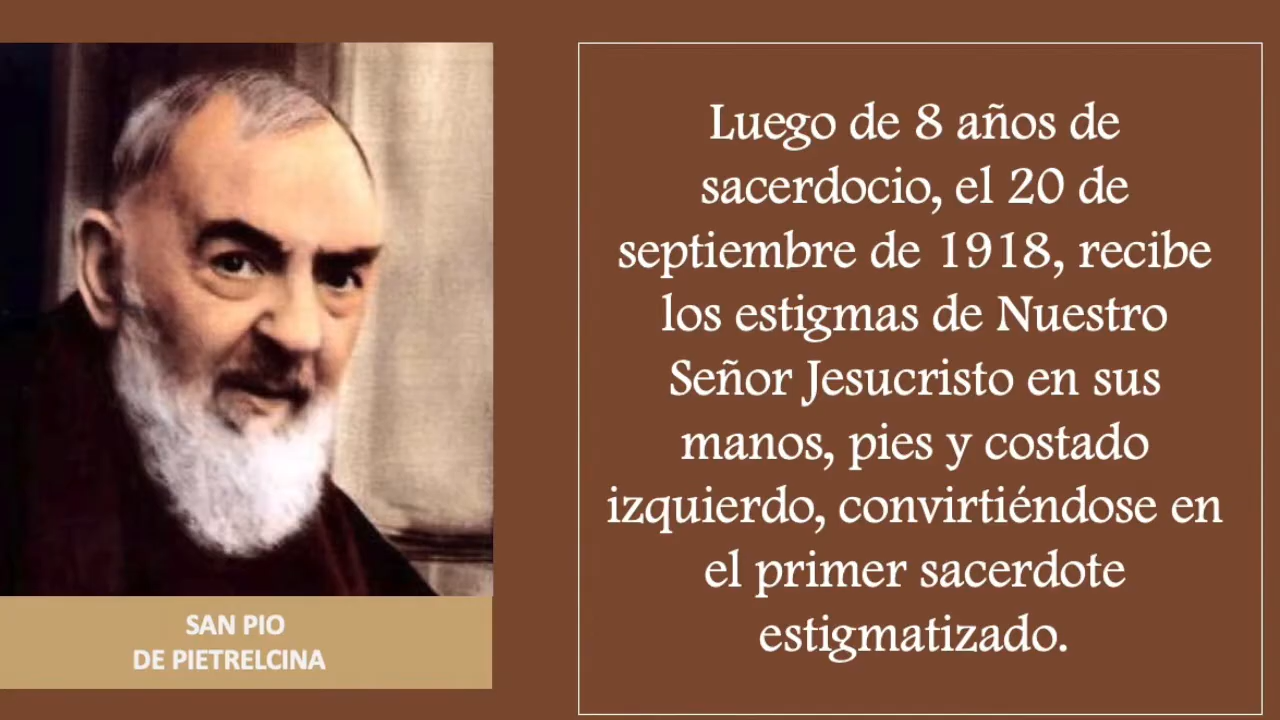 SAN PIO
DE PIETRELCINA
Luego de 8 años de
sacerdocio, el 20 de
septiembre de 1918, recibe
los estigmas de Nuestro
Señor Jesucristo en sus
manos, pies y costado
izquierdo, convirtiéndose en
el primer sacerdote
estigmatizado.